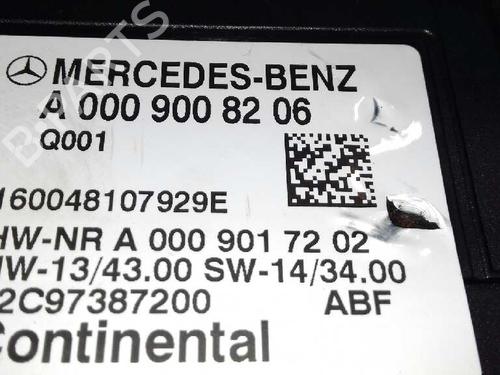 MERCEDES-BENZ
A 000 900 82 06
Q001
160048107929E
HW-NR A 000 901 72 02
HW-13/43.00 SW-14/34.00
2C97387200 ABF
Continental